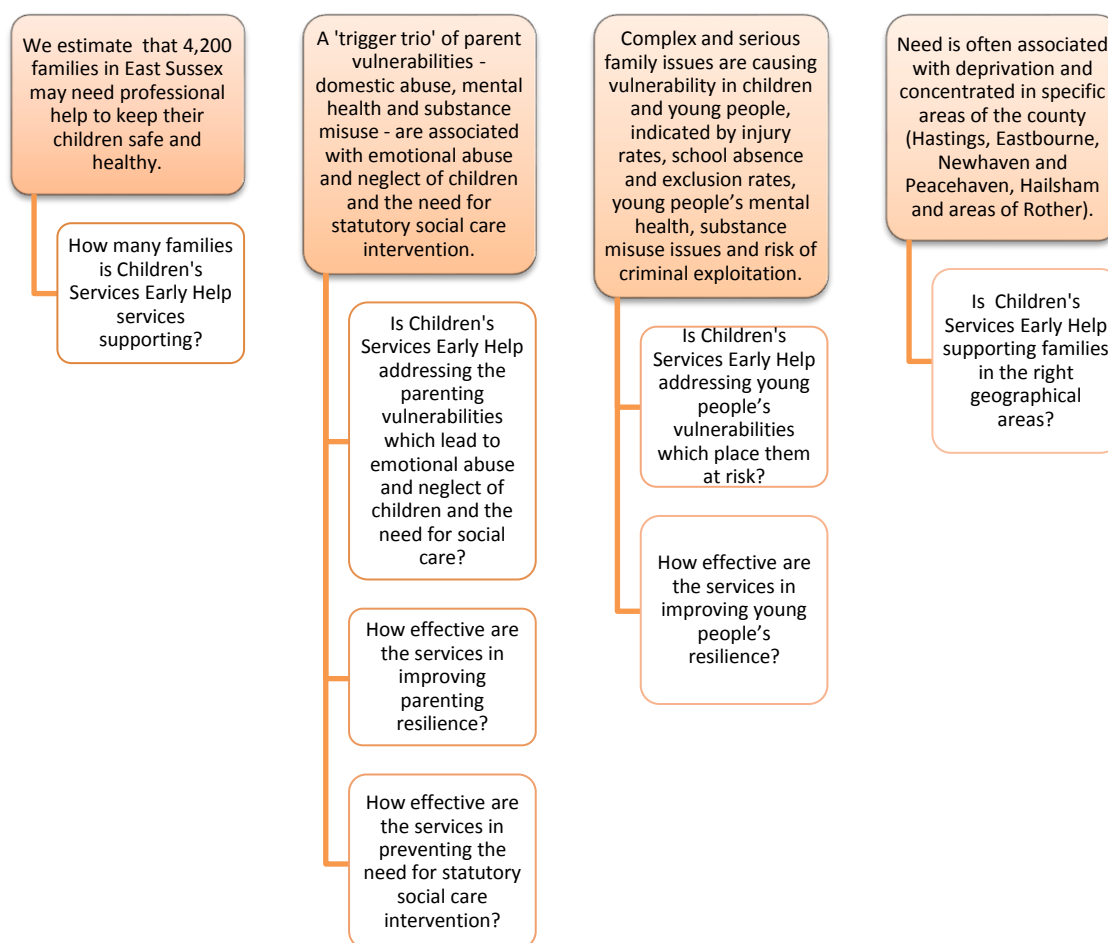 We estimate that 4,200
families in East Sussex
may need professional
help to keep their
children safe and
healthy.
How many families
is Children's
Services Early Help
services
supporting?
A 'trigger trio' of parent
vulnerabilities -
domestic abuse, mental
health and substance
misuse - are associated
with emotional abuse
and neglect of children
and the need for
statutory social care
intervention.
Is Children's
Services Early Help
addressing the
parenting
vulnerabilities
which lead to
emotional abuse
and neglect of
children and the
need for social
care?
How effective are
the services in
improving
parenting
resilience?
How effective are
the services in
preventing the
need for statutory
social care
intervention?
Complex and serious
family issues are causing
vulnerability in children
and young people,
indicated by injury
rates, school absence
and exclusion rates,
young people’s mental
health, substance
misuse issues and risk of
criminal exploitation.
Is Children's
Services Early Help
addressing young
people’s
vulnerabilities
which place them
at risk?
How effective are
the services in
improving young
people’s
resilience?
Need is often associated
with deprivation and
concentrated in specific
areas of the county
(Hastings, Eastbourne,
Newhaven and
Peacehaven, Hailsham
and areas of Rother).
Is Children's
Services Early Help
supporting families
in the right
geographical
areas?